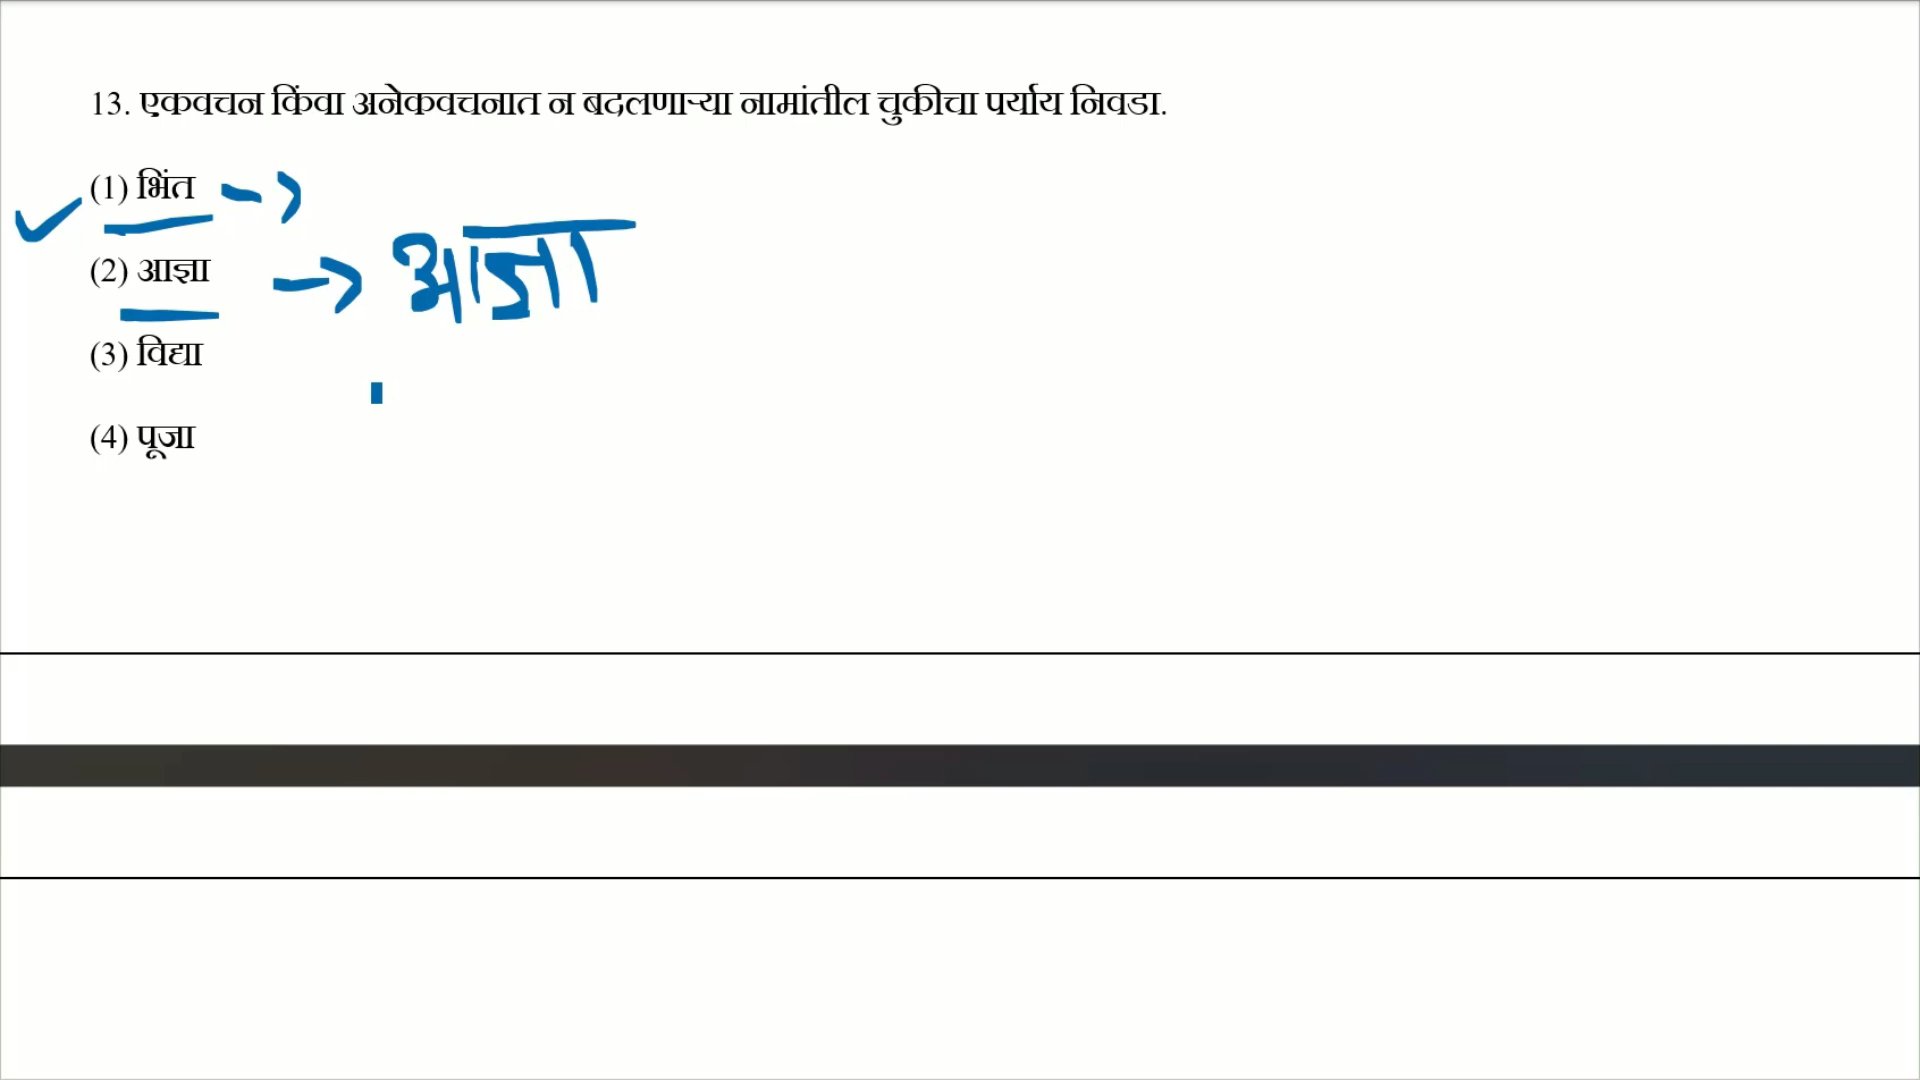 13. एकवचन किंवा अनेकवचनात न बदलणाऱ्या नामांतील चुकीचा पर्याय निवडा.
(1) भिंत ->
(2) आज्ञा -> आज्ञा
(3) विद्या
(4) पूजा